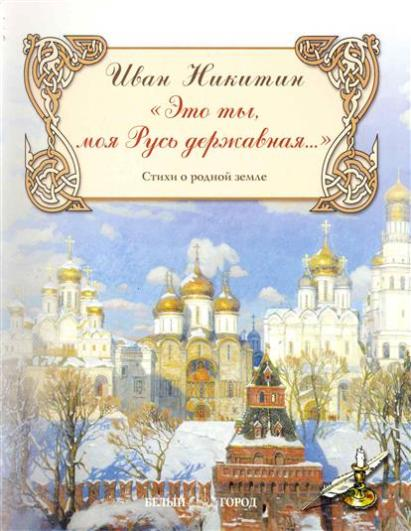 Иван Никитин
«Это ты,
моя Русь державная...»
Стихи о родной земле
БЕЛЫЙ ГОРОД